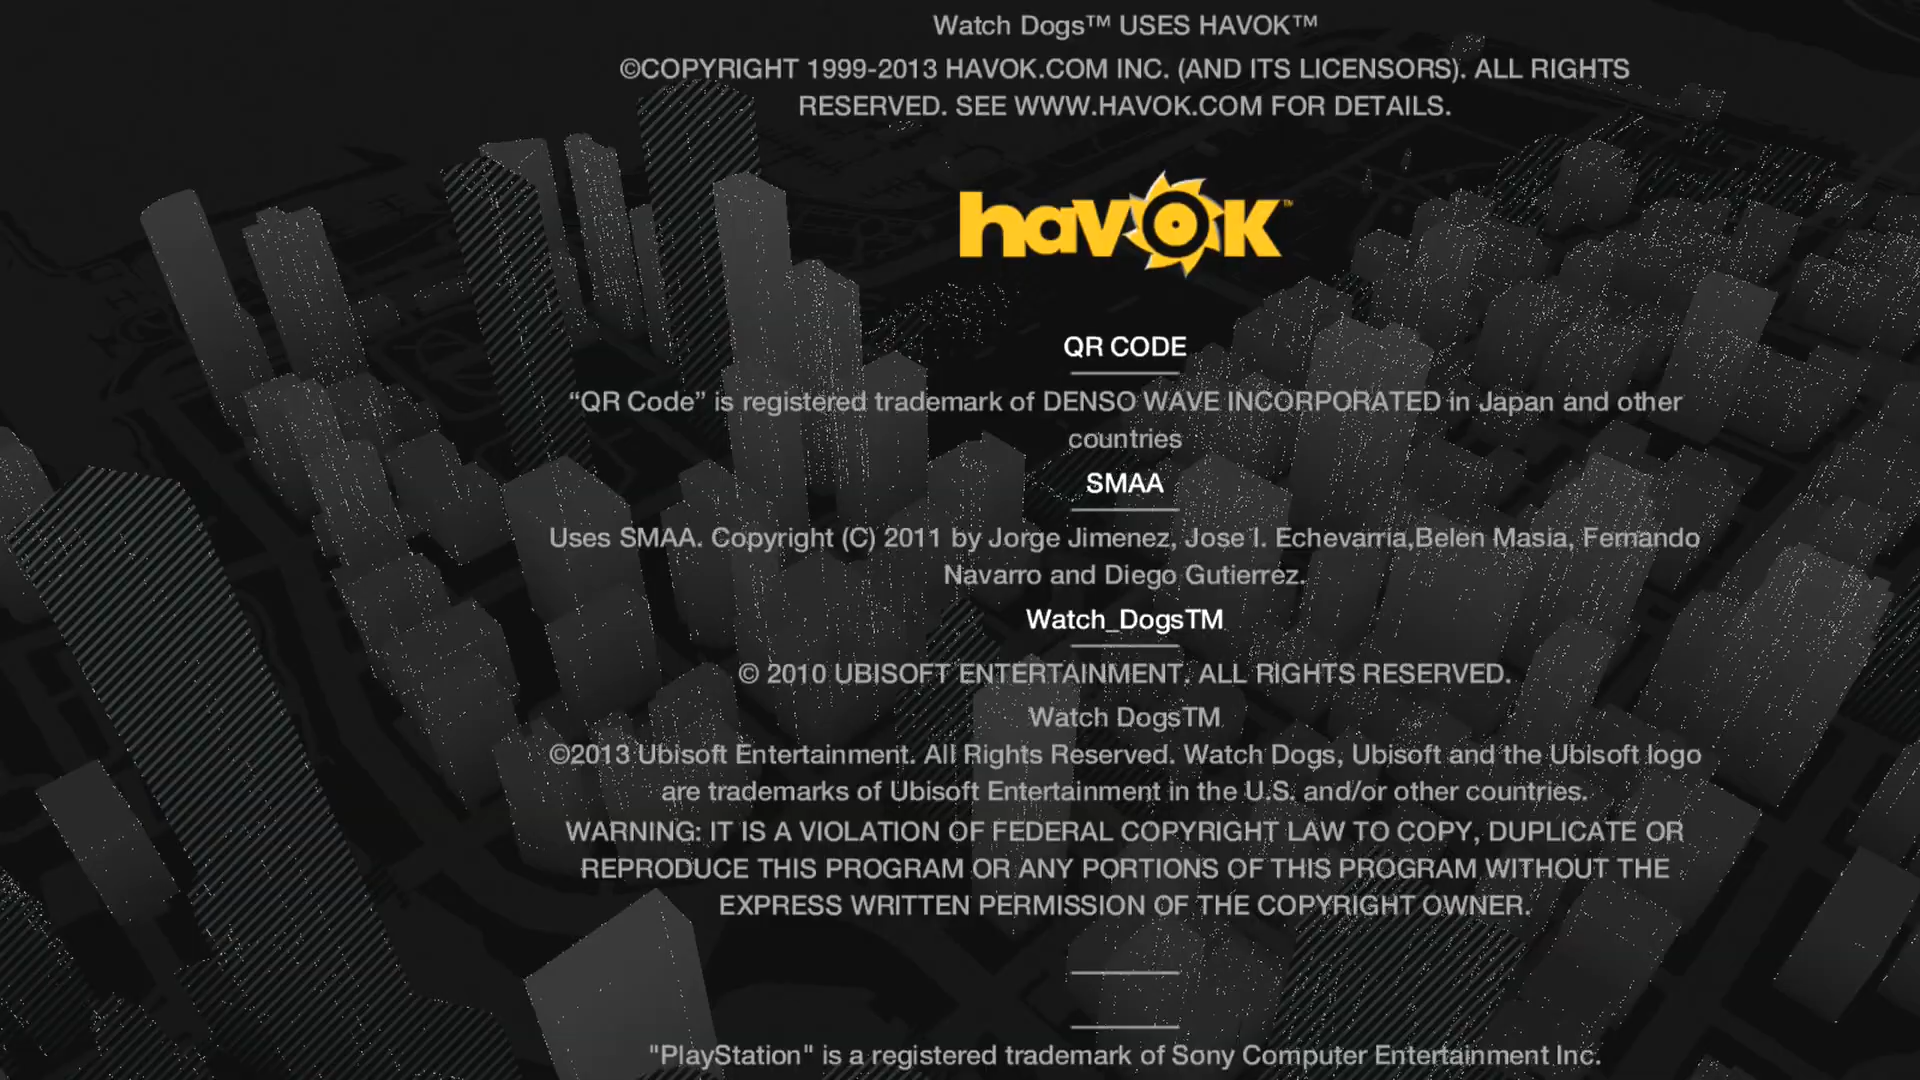 Watch Dogs™ USES HAVOK™
©COPYRIGHT 1999-2013 HAVOK.COM INC. (AND ITS LICENSORS). ALL RIGHTS
RESERVED. SEE WWW.HAVOK.COM FOR DETAILS.
havok™
QR CODE
“QR Code” is registered trademark of DENSO WAVE INCORPORATED in Japan and other
countries
SMAA
Uses SMAA. Copyright (C) 2011 by Jorge Jimenez, Jose I. Echevarria,Belen Masia, Fernando
Navarro and Diego Gutierrez.
Watch_DogsTM
© 2010 UBISOFT ENTERTAINMENT. ALL RIGHTS RESERVED.
Watch DogsTM
©2013 Ubisoft Entertainment. All Rights Reserved. Watch Dogs, Ubisoft and the Ubisoft logo
are trademarks of Ubisoft Entertainment in the U.S. and/or other countries.
WARNING: IT IS A VIOLATION OF FEDERAL COPYRIGHT LAW TO COPY, DUPLICATE OR
REPRODUCE THIS PROGRAM OR ANY PORTIONS OF THIS PROGRAM WITHOUT THE
EXPRESS WRITTEN PERMISSION OF THE COPYRIGHT OWNER.
"PlayStation" is a registered trademark of Sony Computer Entertainment Inc.